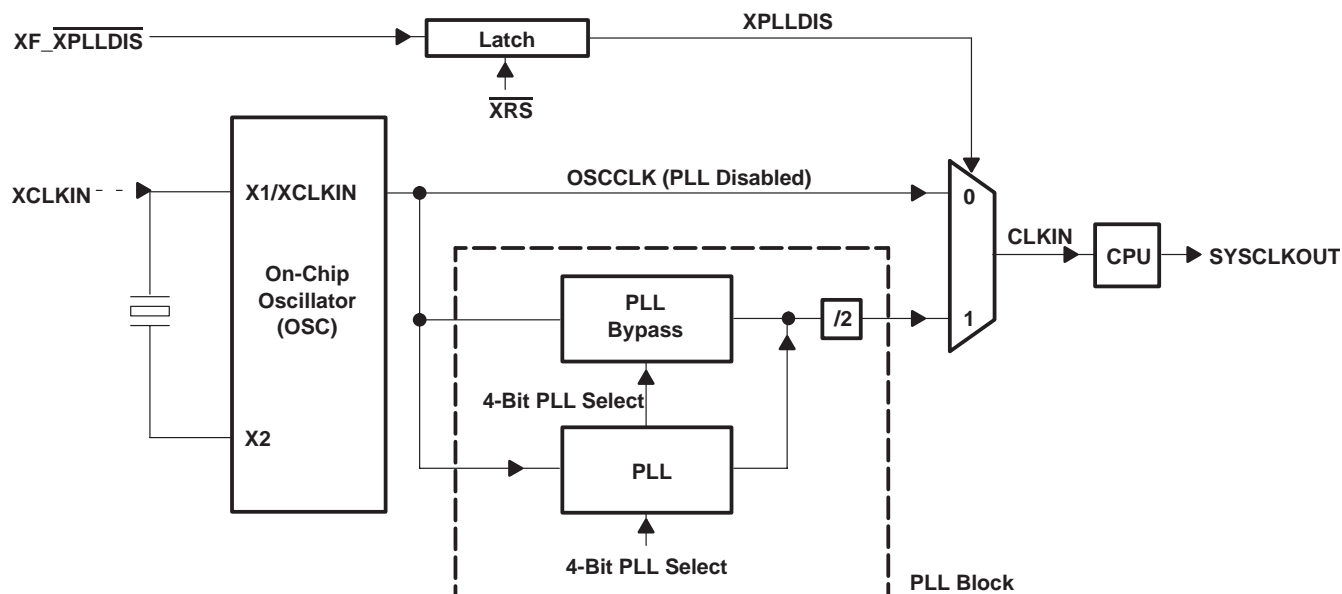 XF_XPLLDIS
Latch
XPLLDIS
XRS
XCLKIN
X1/XCLKIN
OSCCLK (PLL Disabled)
0
CLKIN
CPU
SYSCLKOUT
On-Chip
Oscillator
(OSC)
PLL
Bypass
/2
1
4-Bit PLL Select
X2
PLL
4-Bit PLL Select
PLL Block